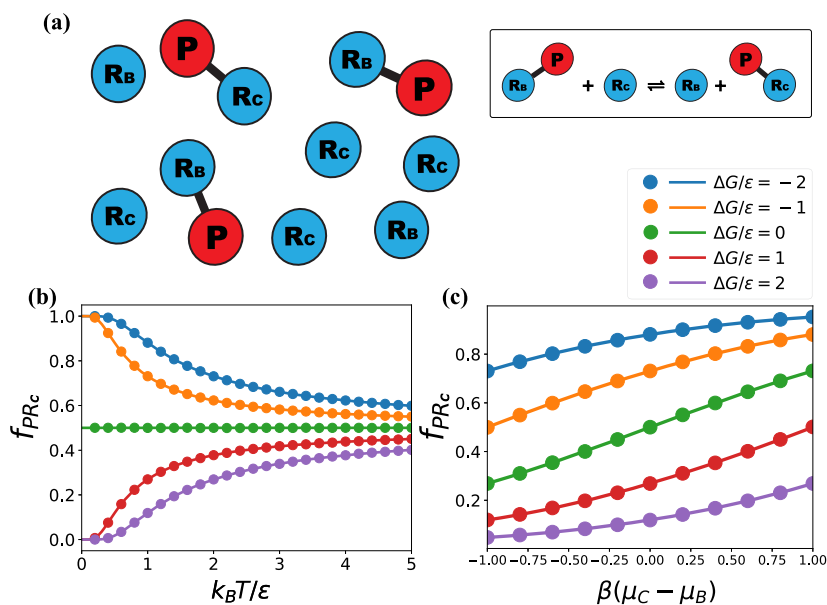 (a)
R_B
P
R_C
R_B
P
R_B
P
+
R_C
⇌
R_B
+
P
R_C
R_C
R_C
R_B
P
R_C
R_C
R_B
ΔG/ε = −2
ΔG/ε = −1
ΔG/ε = 0
ΔG/ε = 1
ΔG/ε = 2
(b)
1.0
0.8
0.6
0.4
0.2
0.0
f_{PR_C}
0 1 2 3 4 5
k_BT/ε
(c)
0.8
0.6
0.4
0.2
f_{PR_C}
−1.00 −0.75 −0.50 −0.25 0.00 0.25 0.50 0.75 1.00
β(μ_C − μ_B)